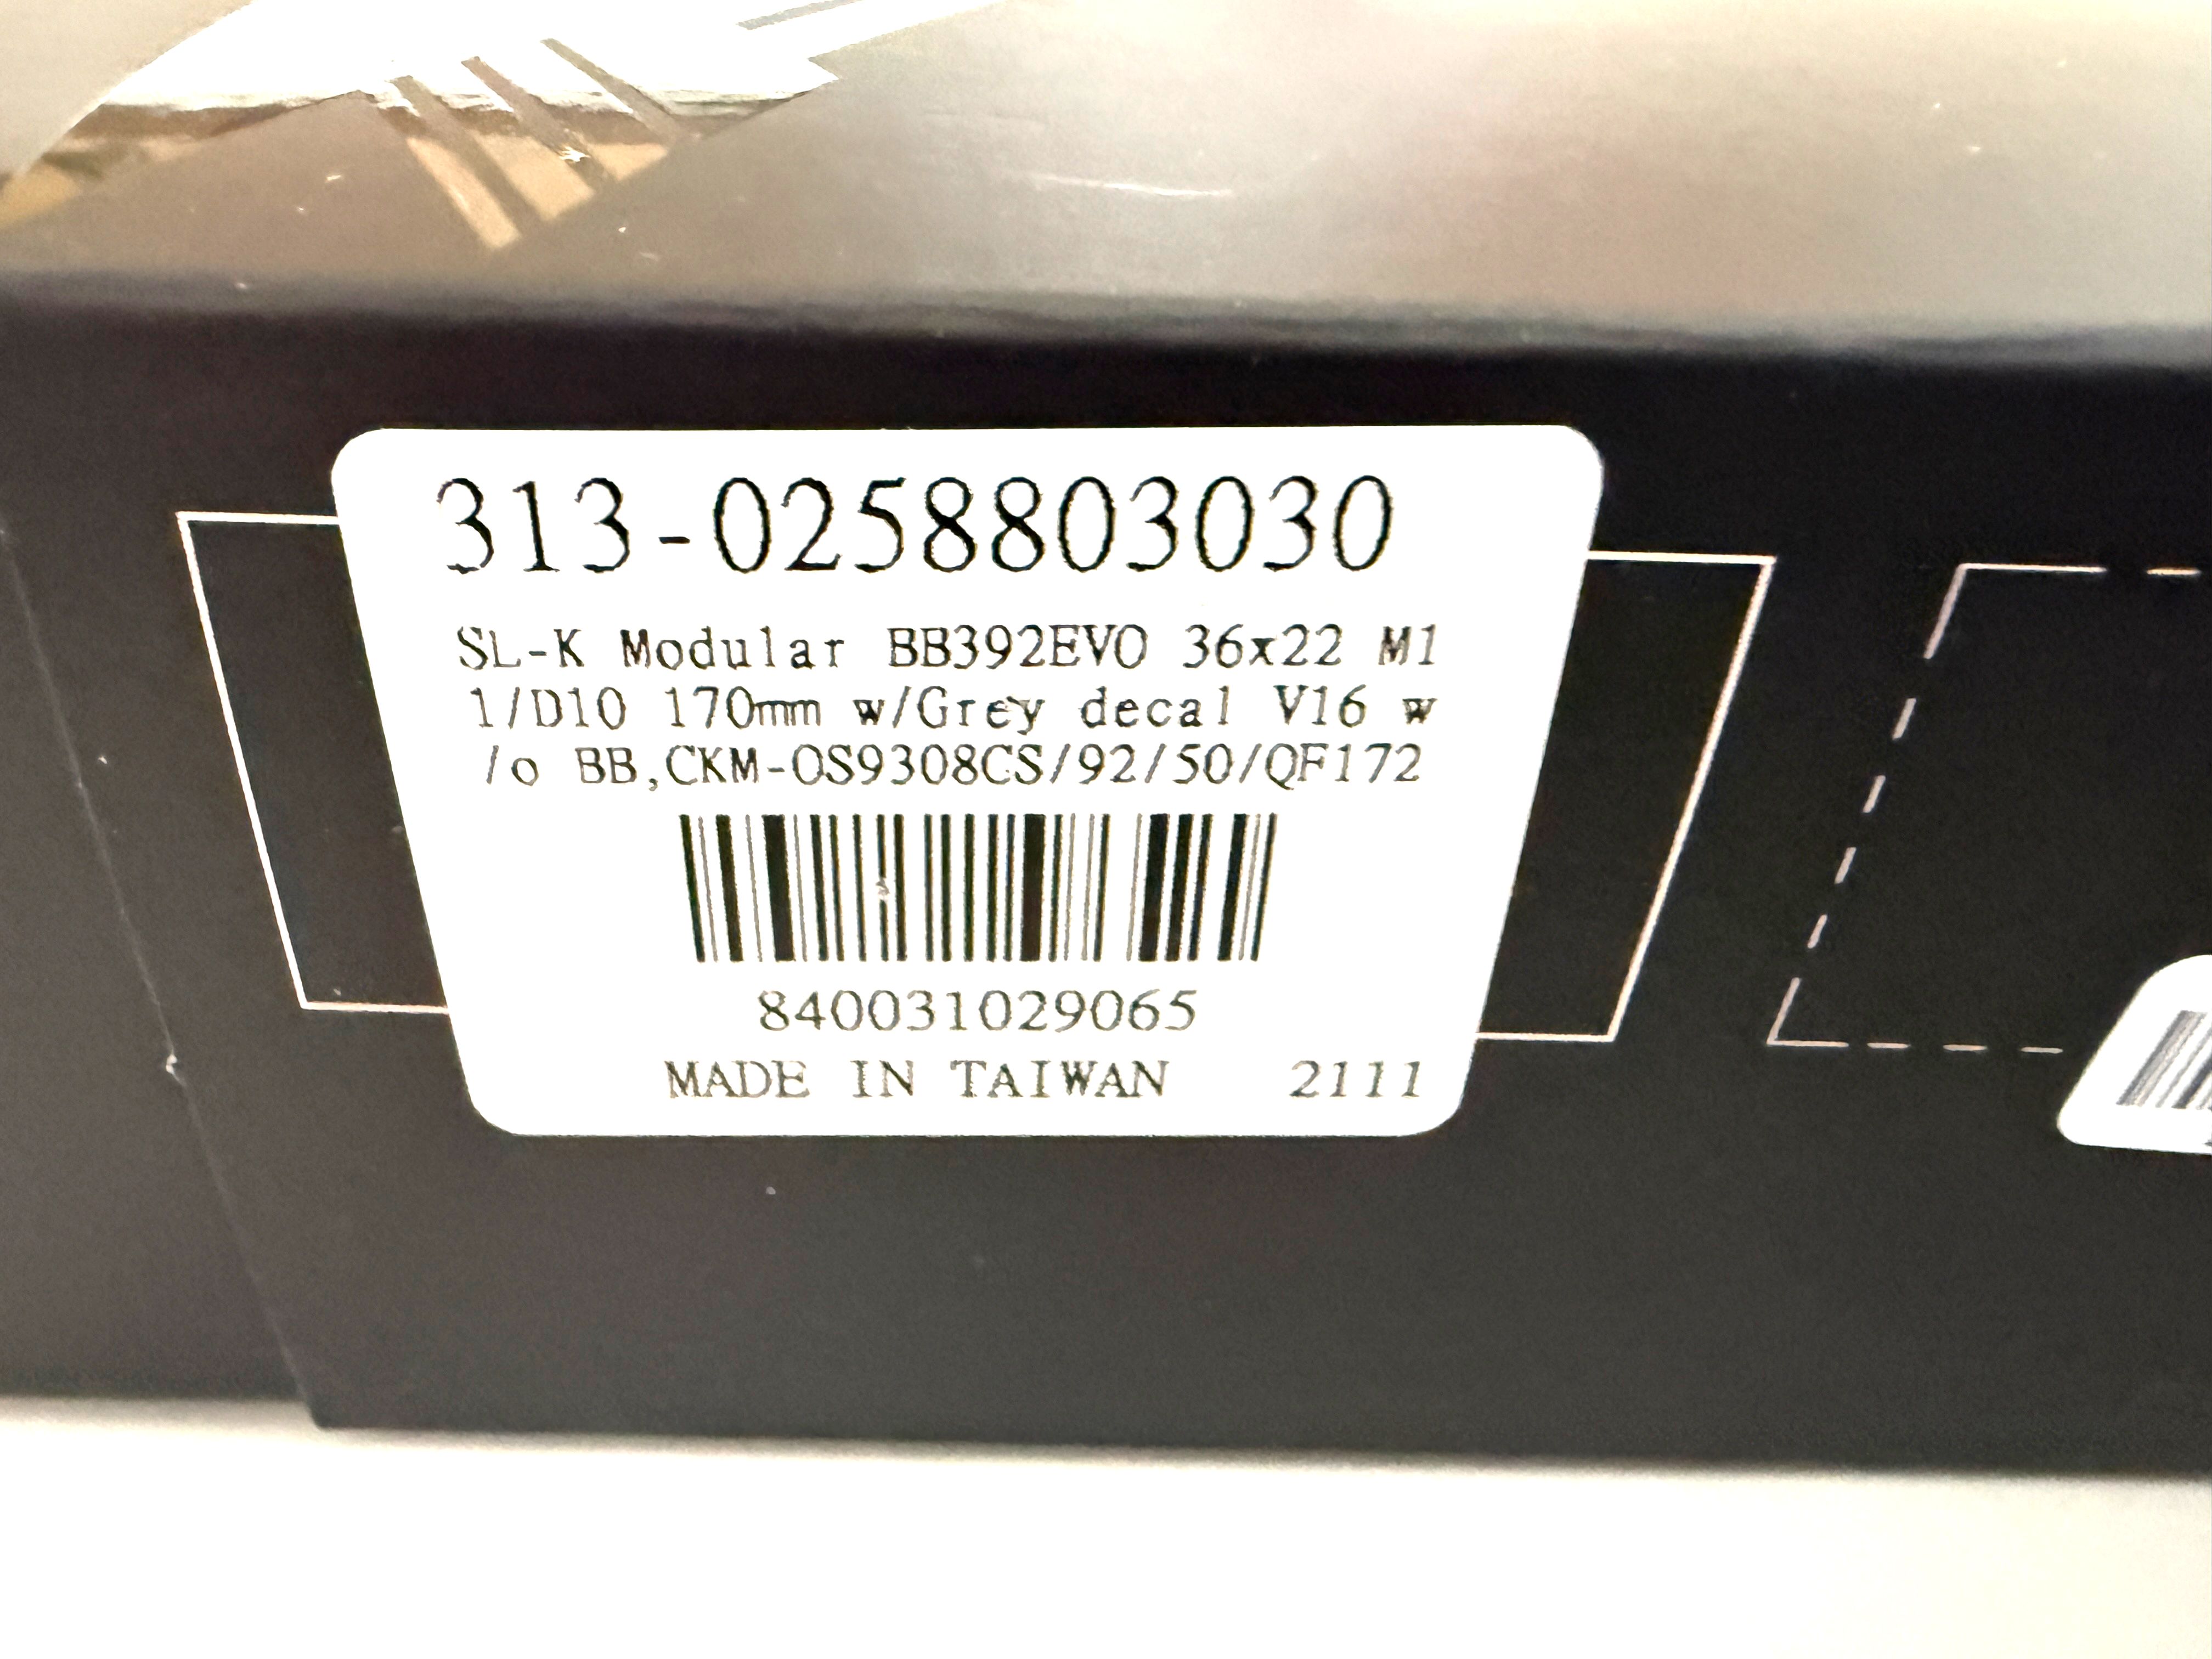 313-0258803030
SL-K Modular BB392EVO 36x22 M1
1/D10 170mm w/Grey decal V16 w
/o BB,CKM-OS9308CS/92/50/QF172
840031029065
MADE IN TAIWAN 2111